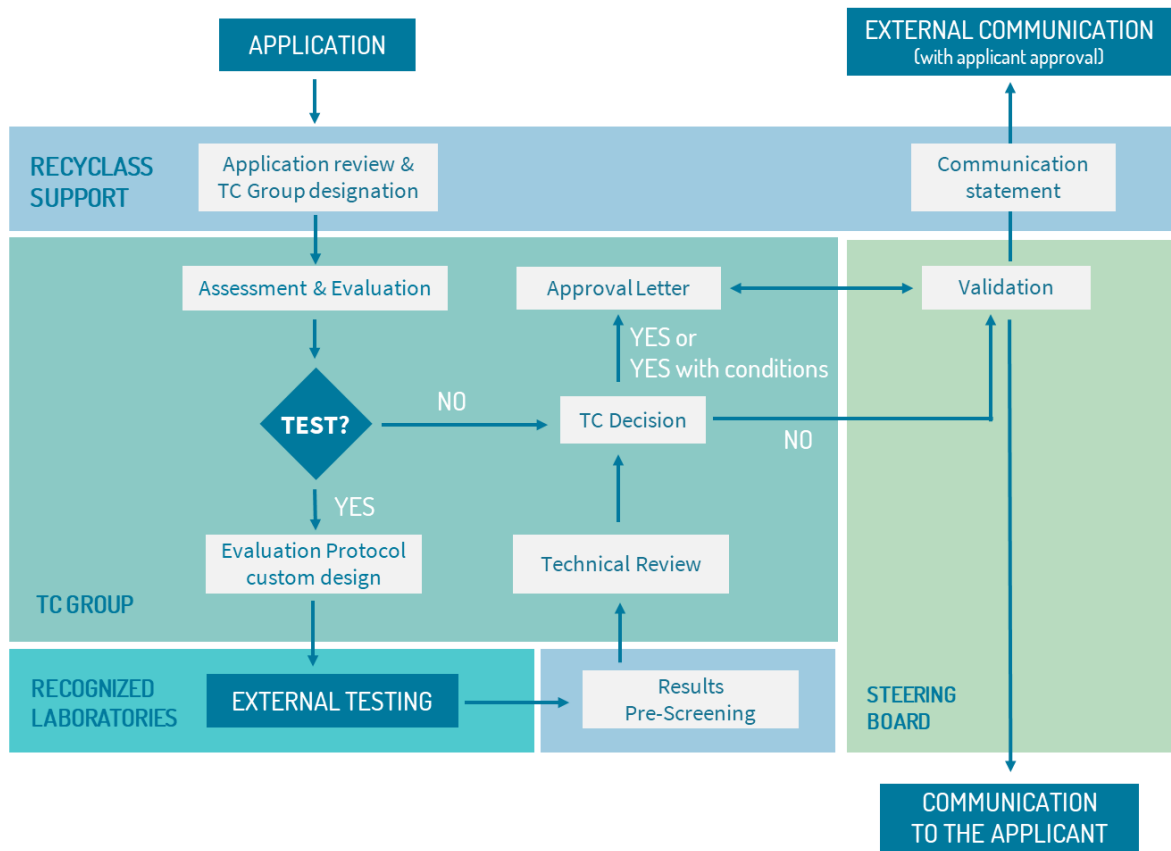 APPLICATION
EXTERNAL COMMUNICATION
(with applicant approval)
RECYCLASS
SUPPORT
Application review &
TC Group designation
Communication
statement
Assessment & Evaluation
Approval Letter
Validation
YES or
YES with conditions
TEST?
NO
TC Decision
NO
YES
Evaluation Protocol
custom design
Technical Review
TC GROUP
RECOGNIZED
LABORATORIES
EXTERNAL TESTING
Results
Pre-Screening
STEERING
BOARD
COMMUNICATION
TO THE APPLICANT